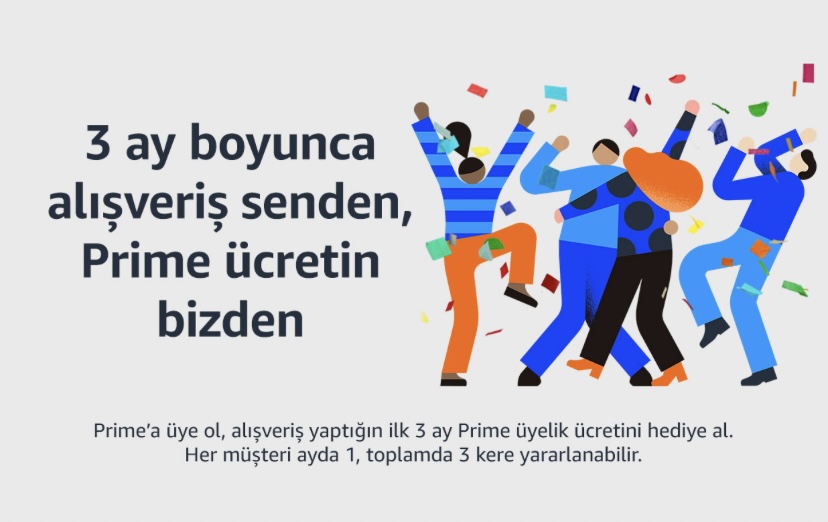 3 ay boyunca
alışveriş senden,
Prime ücretin
bizden
Prime’a üye ol, alışveriş yaptığın ilk 3 ay Prime üyelik ücretini hediye al.
Her müşteri ayda 1, toplamda 3 kere yararlanabilir.